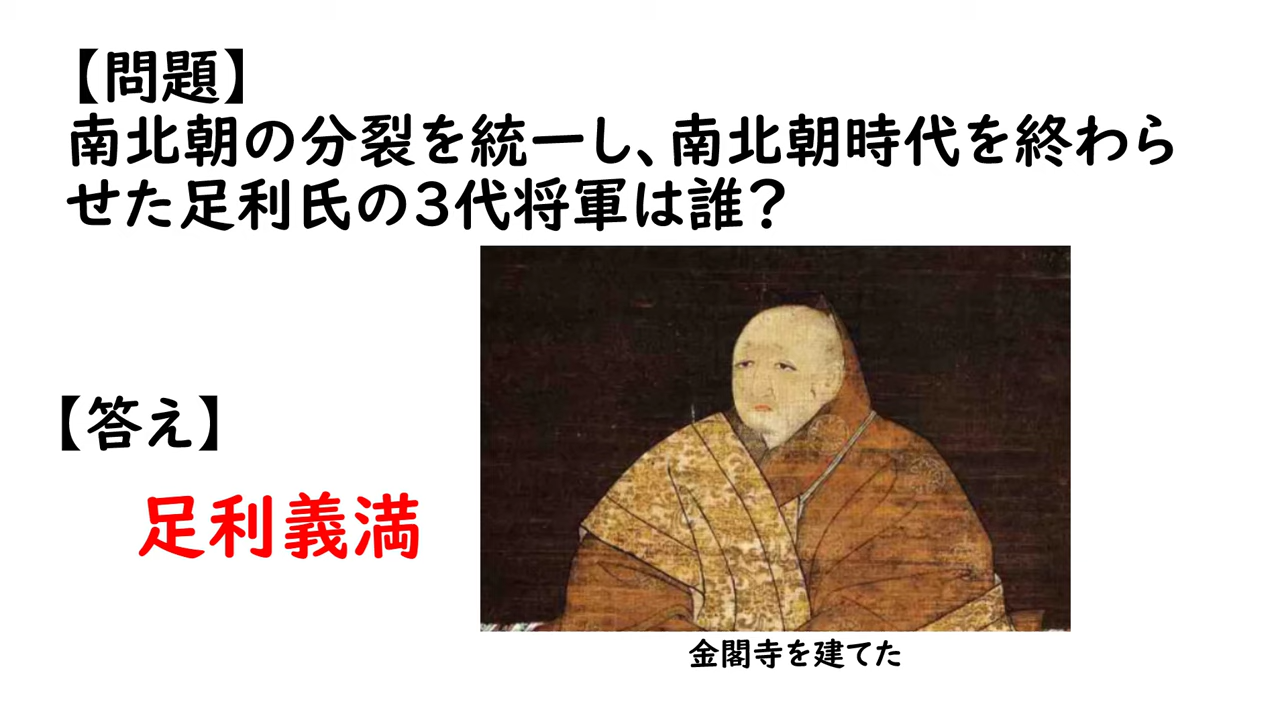 【問題】
南北朝の分裂を統一し、南北朝時代を終わら
せた足利氏の3代将軍は誰?
【答え】
足利義満
金閣寺を建てた